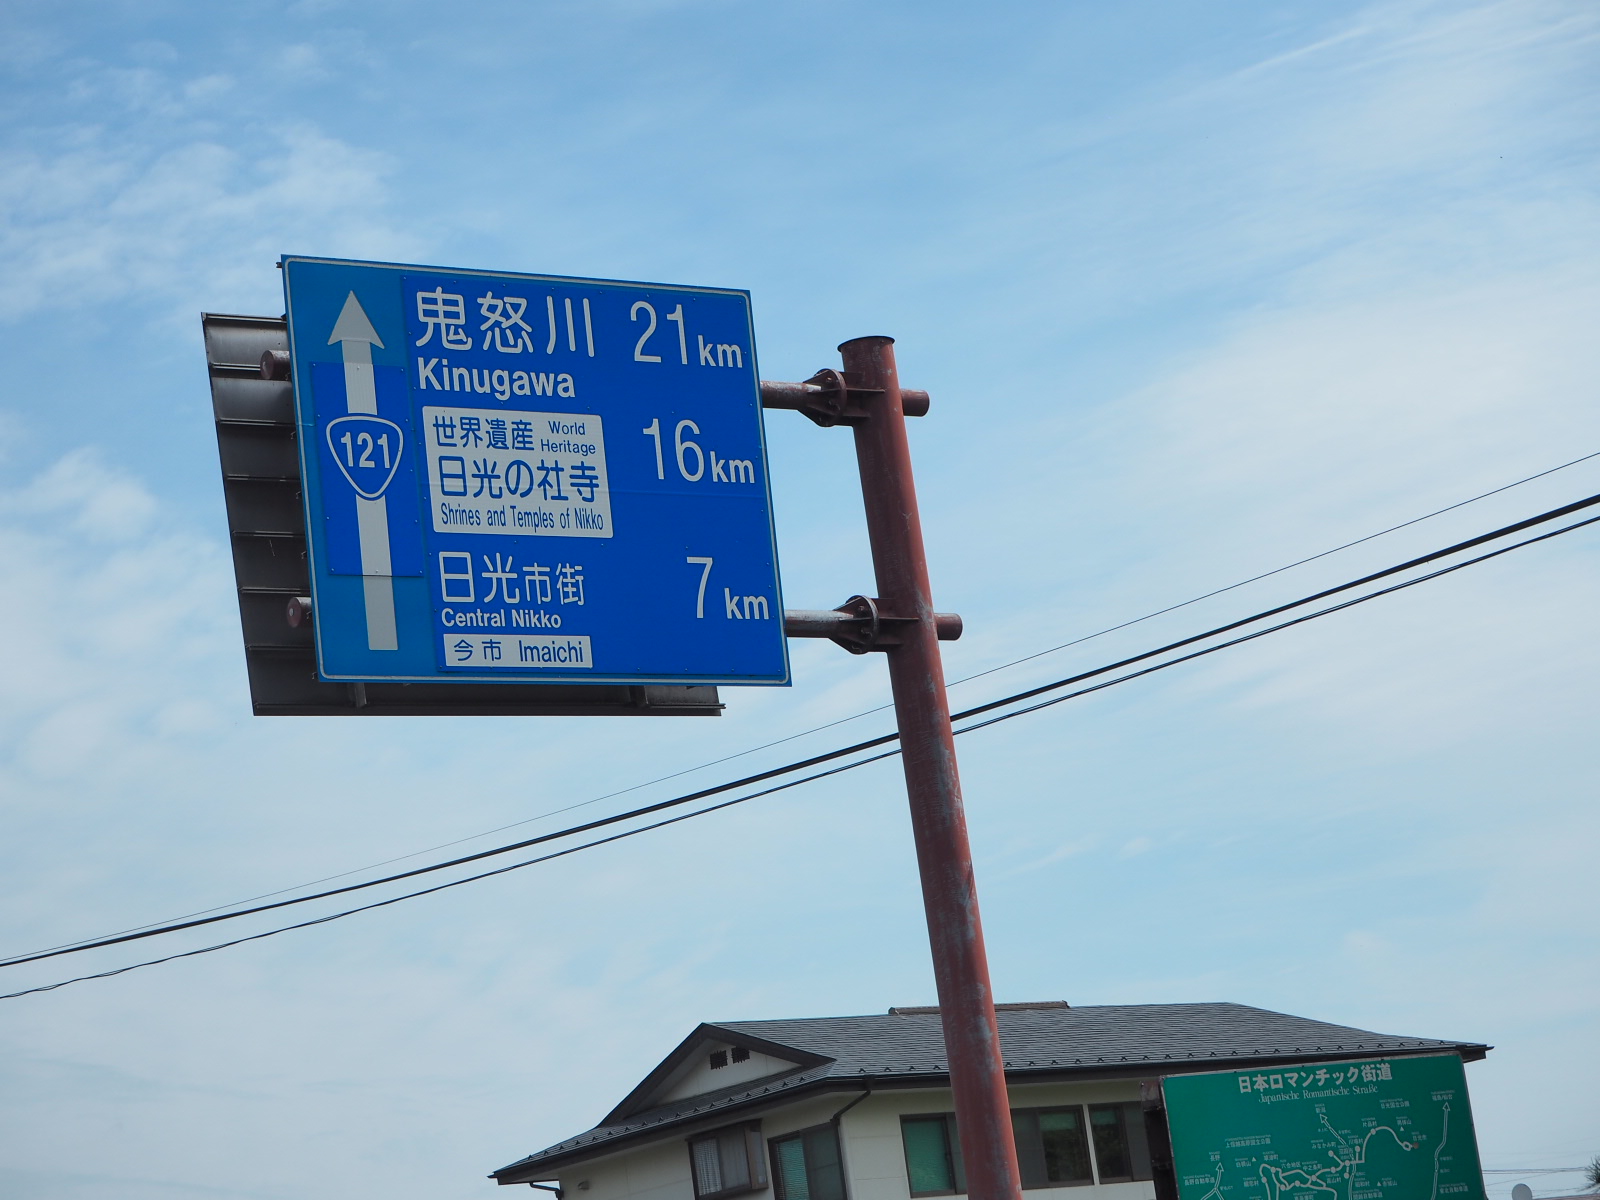 鬼怒川 21km
Kinugawa
121
世界遺産 World Heritage
日光の社寺 16km
Shrines and Temples of Nikko
日光市街 7km
Central Nikko
今市 Imaichi
日本ロマンチック街道
Japanische Romantische Straße